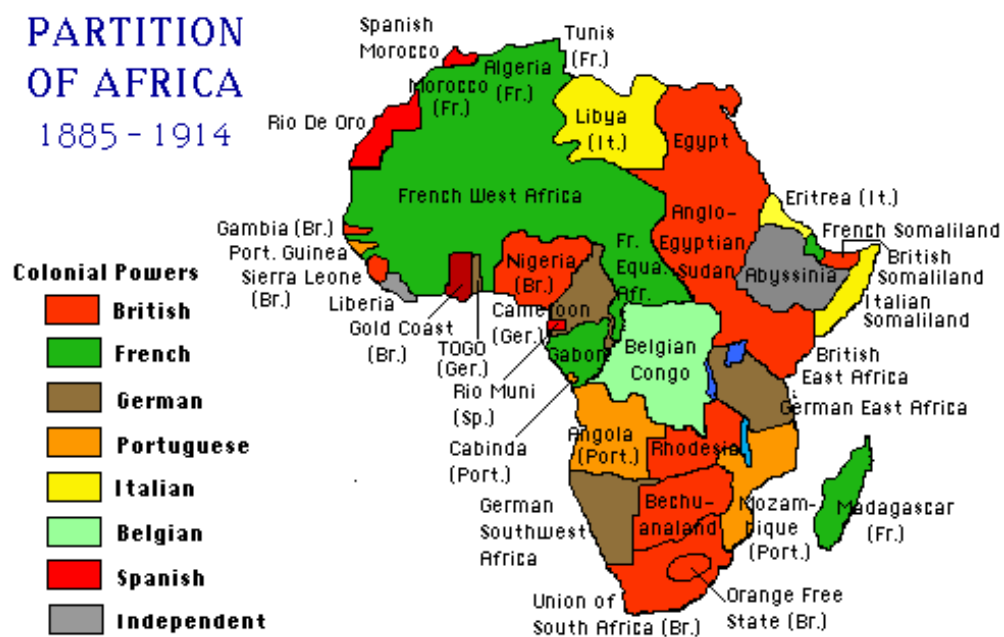 PARTITION
OF AFRICA
1885 - 1914
Spanish
Morocco
Tunis
(Fr.)
Algeria
(Fr.)
Morocco
(Fr.)
Rio De Oro
Libya
(It.)
Egypt
French West Africa
Eritrea (It.)
Anglo-
Egyptian
Sudan
French Somaliland
Gambia (Br.)
Port. Guinea
Sierra Leone
(Br.)
Liberia
Nigeria
(Br.)
Fr.
Equa.
Afr.
Abyssinia
British
Somaliland
Italian
Somaliland
Gold Coast
(Br.)
TOGO
(Ger.)
Cameroon
(Ger.)
Rio Muni
(Sp.)
Gabon
Belgian
Congo
British
East Africa
German East Africa
Cabinda
(Port.)
Angola
(Port.)
Rhodesia
German
Southwest
Africa
Bechu-
analand
Mozam-
bique
(Port.)
Madagascar
(Fr.)
Union of
South Africa (Br.)
Orange Free
State (Br.)
Colonial Powers
British
French
German
Portuguese
Italian
Belgian
Spanish
Independent